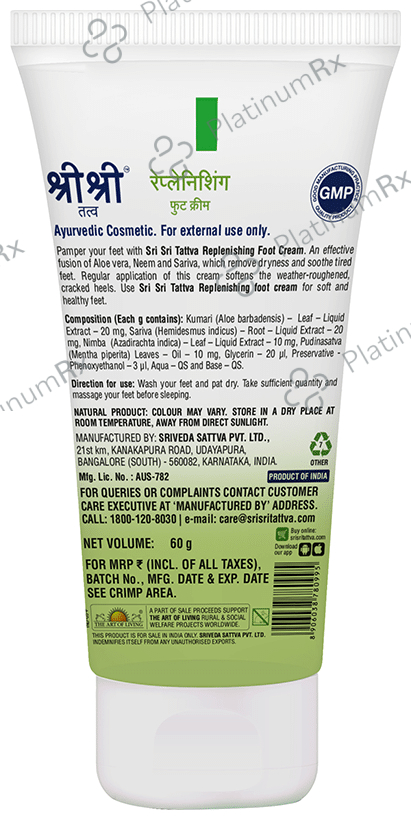 श्री श्री™
तत्व
रेप्लेनिशिंग
फुट क्रीम
GOOD MANUFACTURING PRACTICE
GMP
QUALITY PRODUCT
Ayurvedic Cosmetic. For external use only.
Pamper your feet with Sri Sri Tattva Replenishing Foot Cream. An effective
fusion of Aloe vera, Neem and Sariva, which remove dryness and soothe tired
feet. Regular application of this cream softens the weather-roughened,
cracked heels. Use Sri Sri Tattva Replenishing foot cream for soft and
healthy feet.
Composition (Each g contains): Kumari (Aloe barbadensis) – Leaf – Liquid
Extract – 20 mg, Sariva (Hemidesmus indicus) – Root – Liquid Extract – 20
mg, Nimba (Azadirachta indica) – Leaf – Liquid Extract – 10 mg, Pudinasatva
(Mentha piperita) Leaves – Oil – 10 mg, Glycerin – 20 µl, Preservative -
Phenoxyethanol – 3 µl, Aqua – QS and Base – QS.
Direction for use: Wash your feet and pat dry. Take sufficient quantity and
massage your feet before sleeping.
NATURAL PRODUCT: COLOUR MAY VARY. STORE IN A DRY PLACE AT
ROOM TEMPERATURE, AWAY FROM DIRECT SUNLIGHT.
MANUFACTURED BY: SRIVEDA SATTVA PVT. LTD.,
21st km, KANAKAPURA ROAD, UDAYAPURA,
BANGALORE (SOUTH) - 560082, KARNATAKA, INDIA.
7
OTHER
Mfg. Lic. No. : AUS-782
PRODUCT OF INDIA
FOR QUERIES OR COMPLAINTS CONTACT CUSTOMER
CARE EXECUTIVE AT 'MANUFACTURED BY' ADDRESS.
CALL: 1800-120-8030 | e-mail: care@srisritattva.com
Buy online:
srisritattva.com
Download
our app
NET VOLUME: 60 g
FOR MRP ₹ (INCL. OF ALL TAXES),
BATCH No., MFG. DATE & EXP. DATE
SEE CRIMP AREA.
8906038780995
THE ART OF LIVING
A PART OF SALE PROCEEDS SUPPORT
THE ART OF LIVING RURAL & SOCIAL
WELFARE PROJECTS WORLDWIDE.
THIS PRODUCT IS FOR SALE IN INDIA ONLY. SRIVEDA SATTVA PVT. LTD.
INDEMNIFIES ITSELF FROM ANY UNAUTHORISED EXPORTS.
PlatinumRx